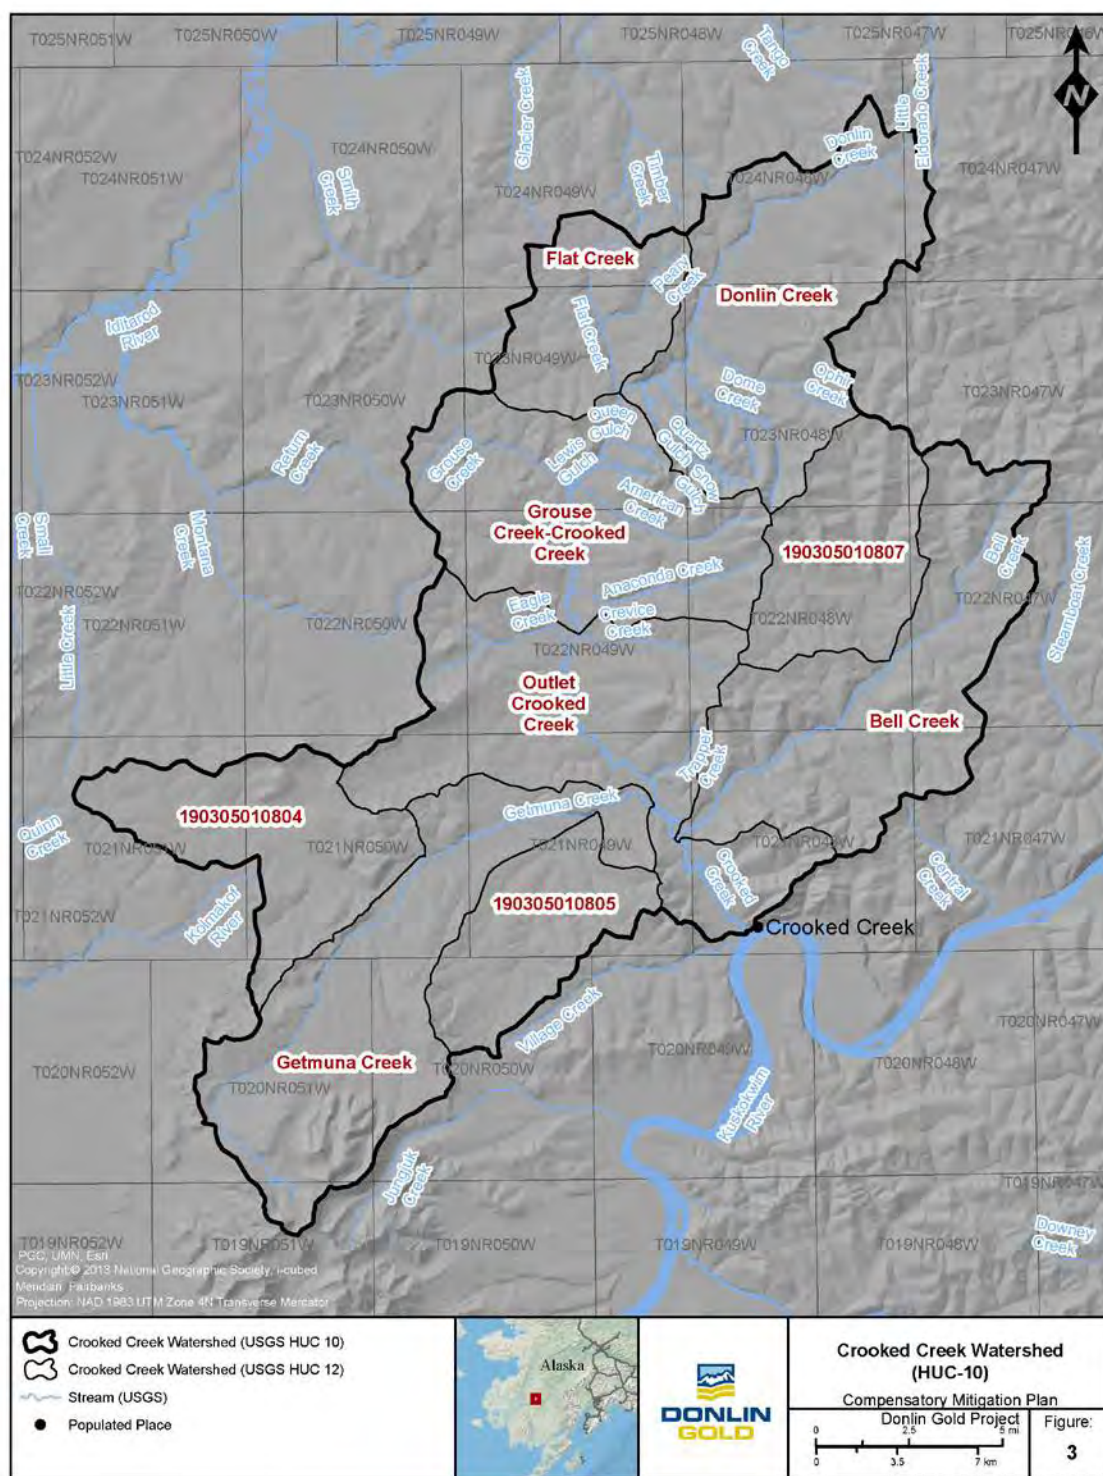 T025NR051W
T025NR050W
T025NR049W
T025NR048W
T025NR047W
Tango
Creek
Little
Eldorado Creek
N
Glacier Creek
Donlin
Creek
T024NR052W
T024NR051W
T024NR050W
Smith
Creek
T024NR049W
Timber
Creek
T024NR048W
T024NR047W
Flat Creek
Peary
Creek
Donlin Creek
Iditarod
River
Flat Creek
T023NR052W
T023NR051W
T023NR050W
T023NR049W
Dome
Creek
Ophir
Creek
T023NR047W
Queen
Gulch
Quartz
Gulch
Snow
Gulch
T023NR048W
Lewis
Gulch
Grouse
Creek
Return
Creek
American
Creek
Grouse
Creek-Crooked
Creek
Small
Creek
Montana
Creek
190305010807
Bell
Creek
Anaconda Creek
T022NR052W
T022NR051W
T022NR050W
Eagle
Creek
Crevice
Creek
T022NR049W
T022NR048W
T022NR047W
Steamboat Creek
Little Creek
Outlet
Crooked
Creek
Bell Creek
Trapper
Creek
190305010804
Getmuna Creek
Quinn
Creek
T021NR051W
T021NR050W
T021NR049W
T021NR048W
T021NR047W
Crooked
Creek
Central
Creek
T021NR052W
Kolmakof
River
190305010805
Crooked Creek
Village Creek
T020NR047W
Getmuna Creek
T020NR052W
T020NR051W
T020NR050W
T020NR049W
T020NR048W
Kuskokwim
River
Jungjuk
Creek
T019NR047W
T019NR052W
T019NR051W
T019NR050W
T019NR049W
T019NR048W
Downey
Creek
PGC, UMN, Esri
Copyright:© 2013 National Geographic Society, i-cubed
Meridian: Fairbanks
Projection: NAD 1983 UTM Zone 4N Transverse Mercator
Crooked Creek Watershed (USGS HUC 10)
Crooked Creek Watershed (USGS HUC 12)
Stream (USGS)
Populated Place
Alaska
DONLIN
GOLD
Crooked Creek Watershed
(HUC-10)
Compensatory Mitigation Plan
Donlin Gold Project
0 2.5 5 mi
0 3.5 7 km
Figure:
3